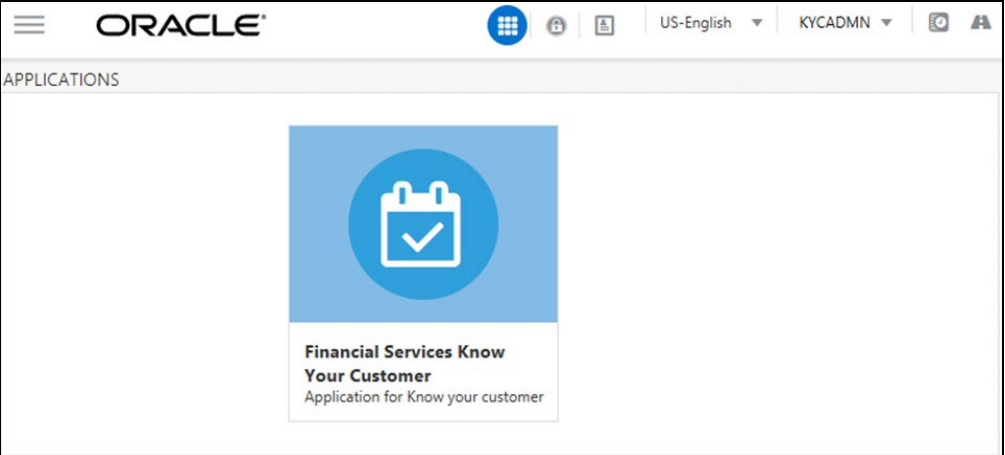 ORACLE®
US-English
KYCADMN
APPLICATIONS
Financial Services Know
Your Customer
Application for Know your customer